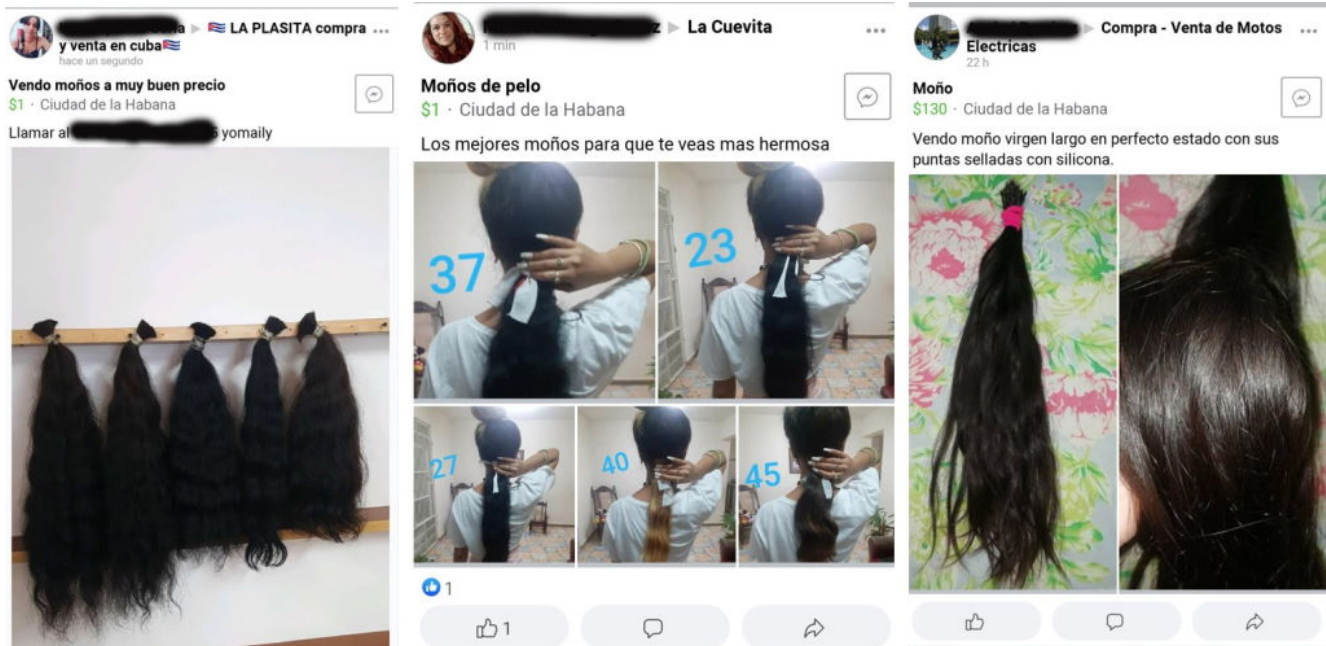 LA PLASITA compra ...
y venta en cuba
hace un segundo
Vendo moños a muy buen precio
$1 · Ciudad de la Habana
Llamar al
yomaily
z ▶ La Cuevita ...
1 min
Moños de pelo
$1 · Ciudad de la Habana
Los mejores moños para que te veas mas hermosa
37
23
27
40
45
1
1
Compra - Venta de Motos ...
Electricas
22 h
Moño
$130 · Ciudad de la Habana
Vendo moño virgen largo en perfecto estado con sus
puntas selladas con silicona.